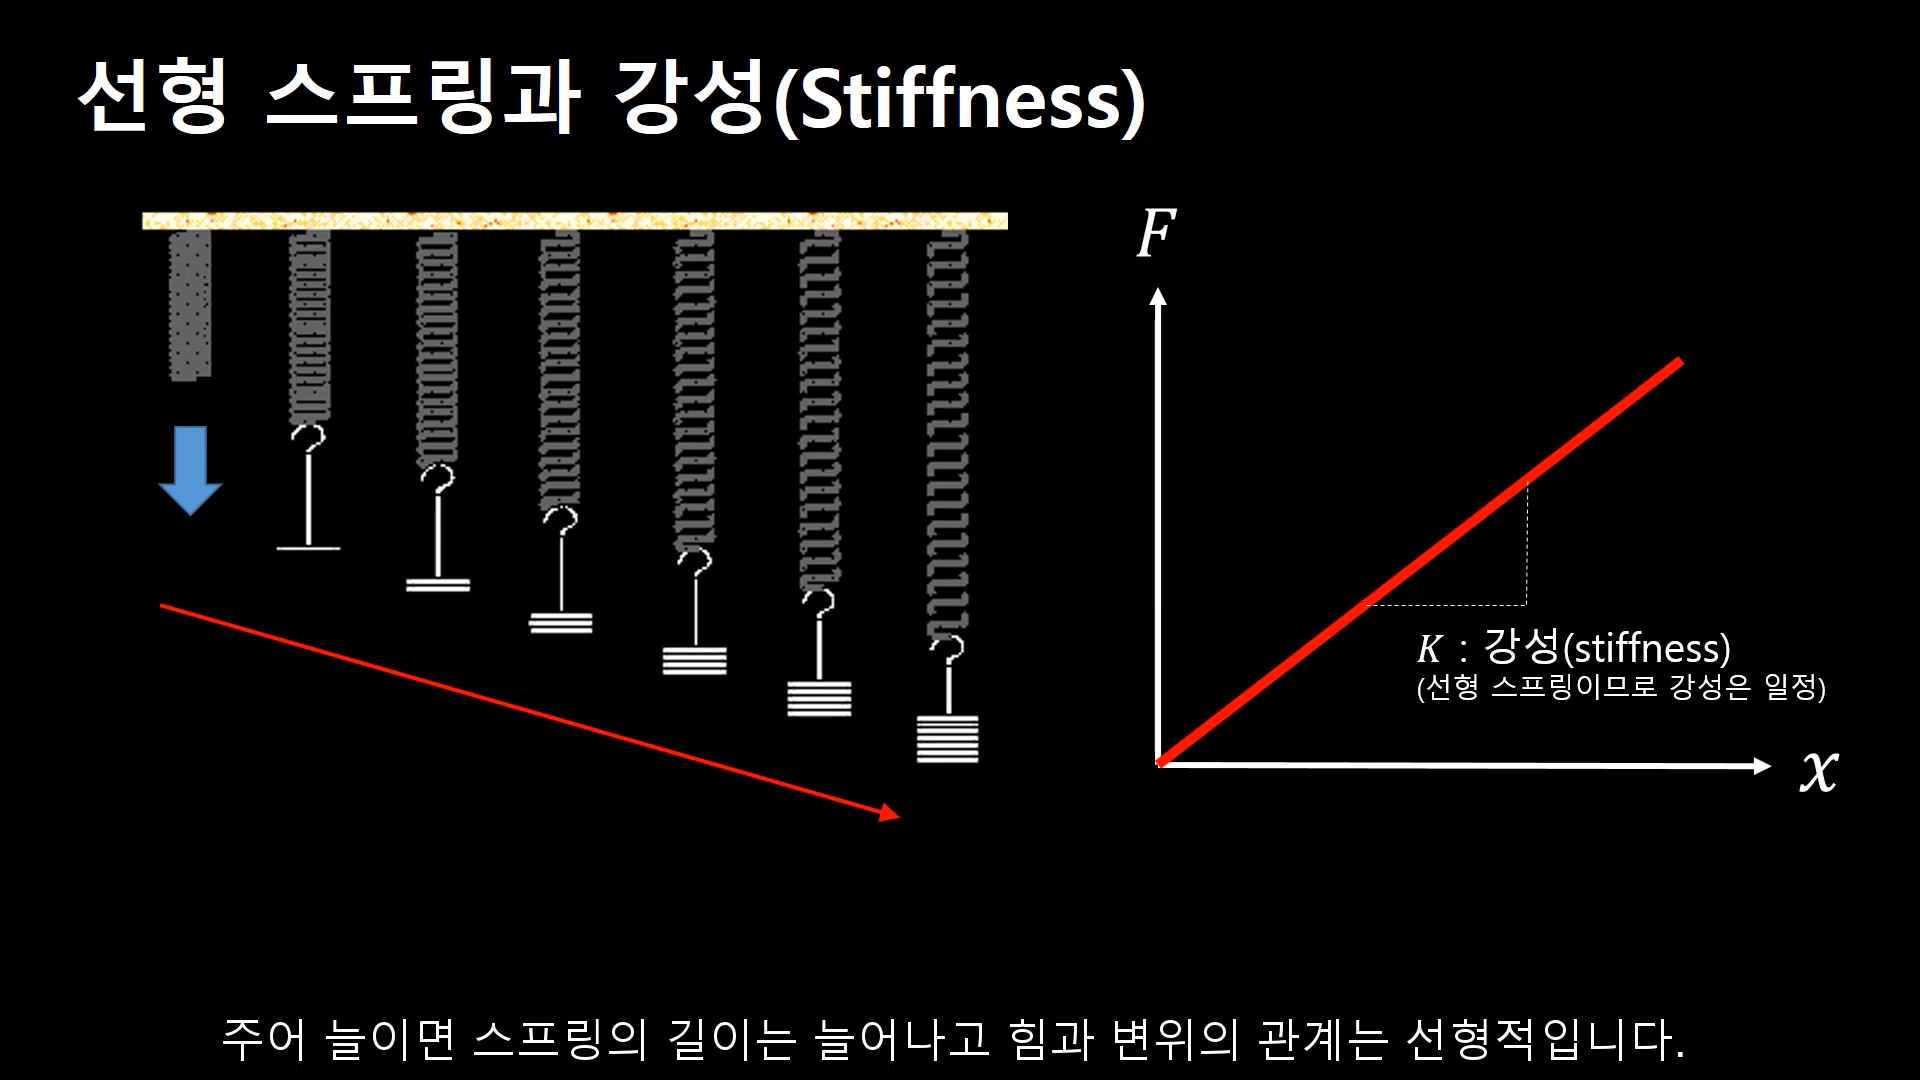 선형 스프링과 강성(Stiffness)
F
K : 강성(stiffness)
(선형 스프링이므로 강성은 일정)
x
주어 늘이면 스프링의 길이는 늘어나고 힘과 변위의 관계는 선형적입니다.